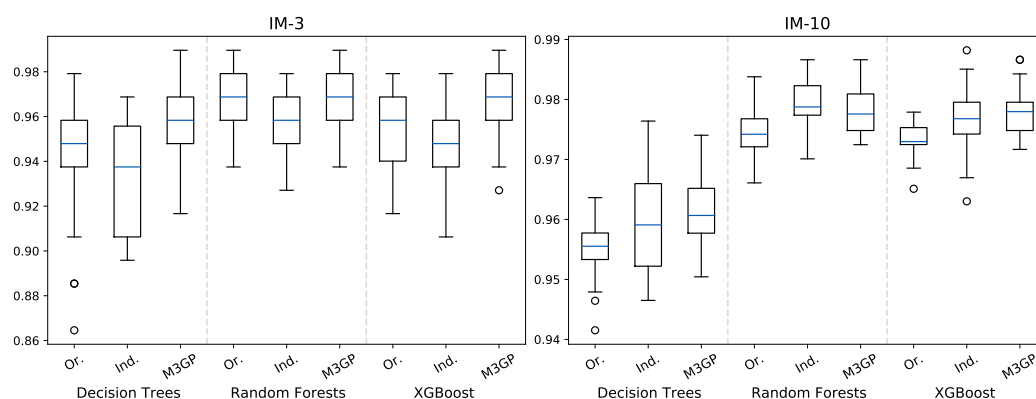 IM-3
0.98
0.96
0.94
0.92
0.90
0.88
0.86
Or. Ind. M3GP Or. Ind. M3GP Or. Ind. M3GP
Decision Trees Random Forests XGBoost
IM-10
0.99
0.98
0.97
0.96
0.95
0.94
Or. Ind. M3GP Or. Ind. M3GP Or. Ind. M3GP
Decision Trees Random Forests XGBoost